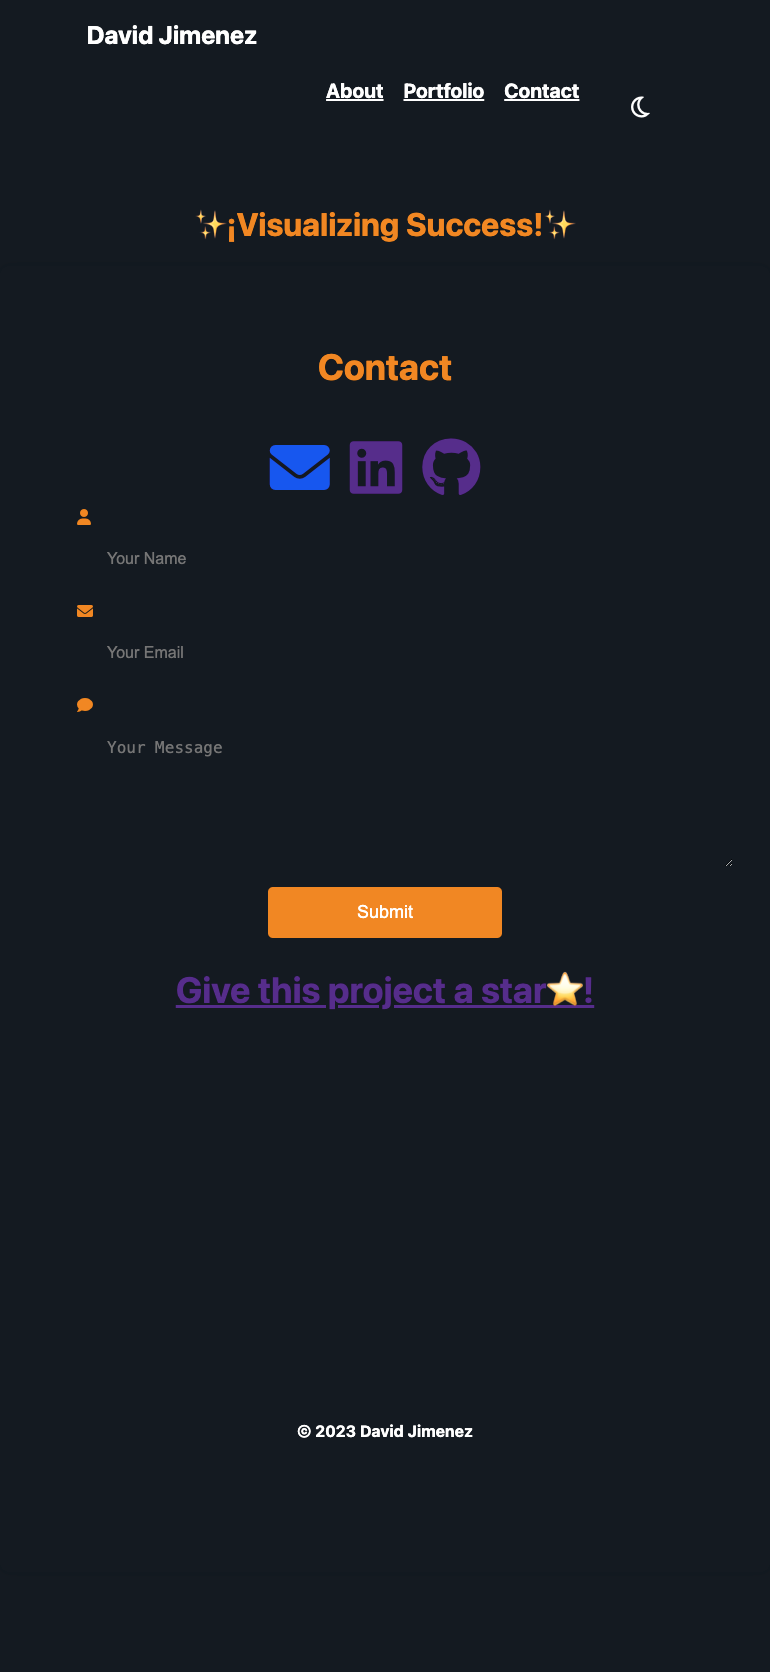 David Jimenez
About Portfolio Contact
✨¡Visualizing Success!✨
Contact
Your Name
Your Email
Your Message
Submit
Give this project a star⭐!
© 2023 David Jimenez